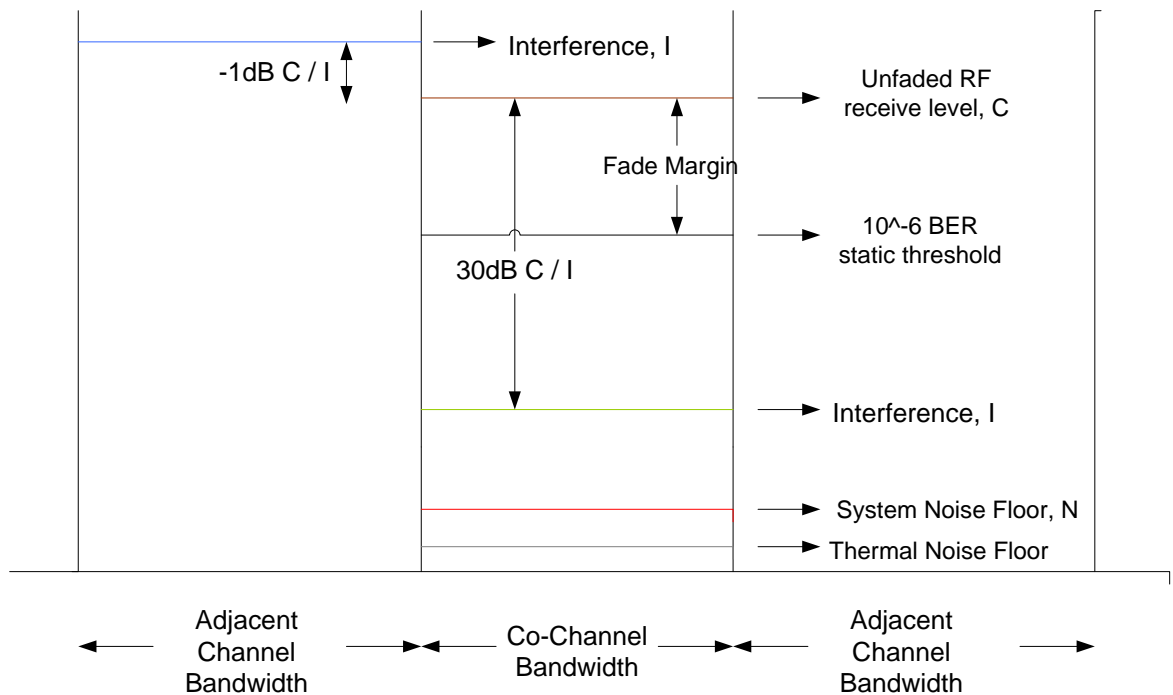 Interference, I
-1dB C / I
Unfaded RF
receive level, C
Fade Margin
10^-6 BER
static threshold
30dB C / I
Interference, I
System Noise Floor, N
Thermal Noise Floor
Adjacent
Channel
Bandwidth
Co-Channel
Bandwidth
Adjacent
Channel
Bandwidth